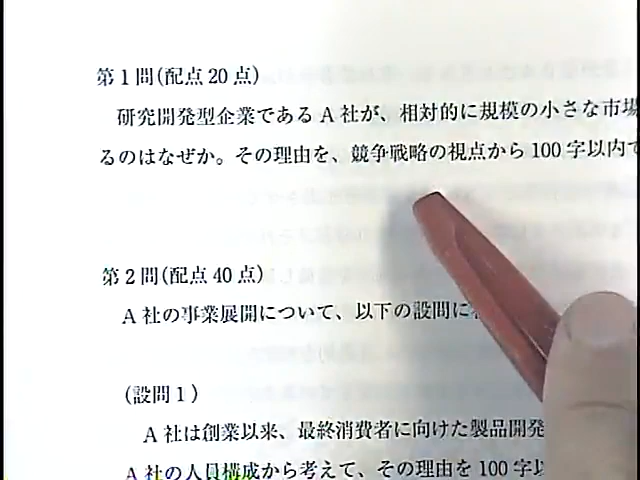 第1問(配点20点)
研究開発型企業であるA社が、相対的に規模の小さな市場
るのはなぜか。その理由を、競争戦略の視点から100字以内で
第2問(配点40点)
A社の事業展開について、以下の設問に
(設問1)
A社は創業以来、最終消費者に向けた製品開発
A社の人員構成から考えて、その理由を100字以